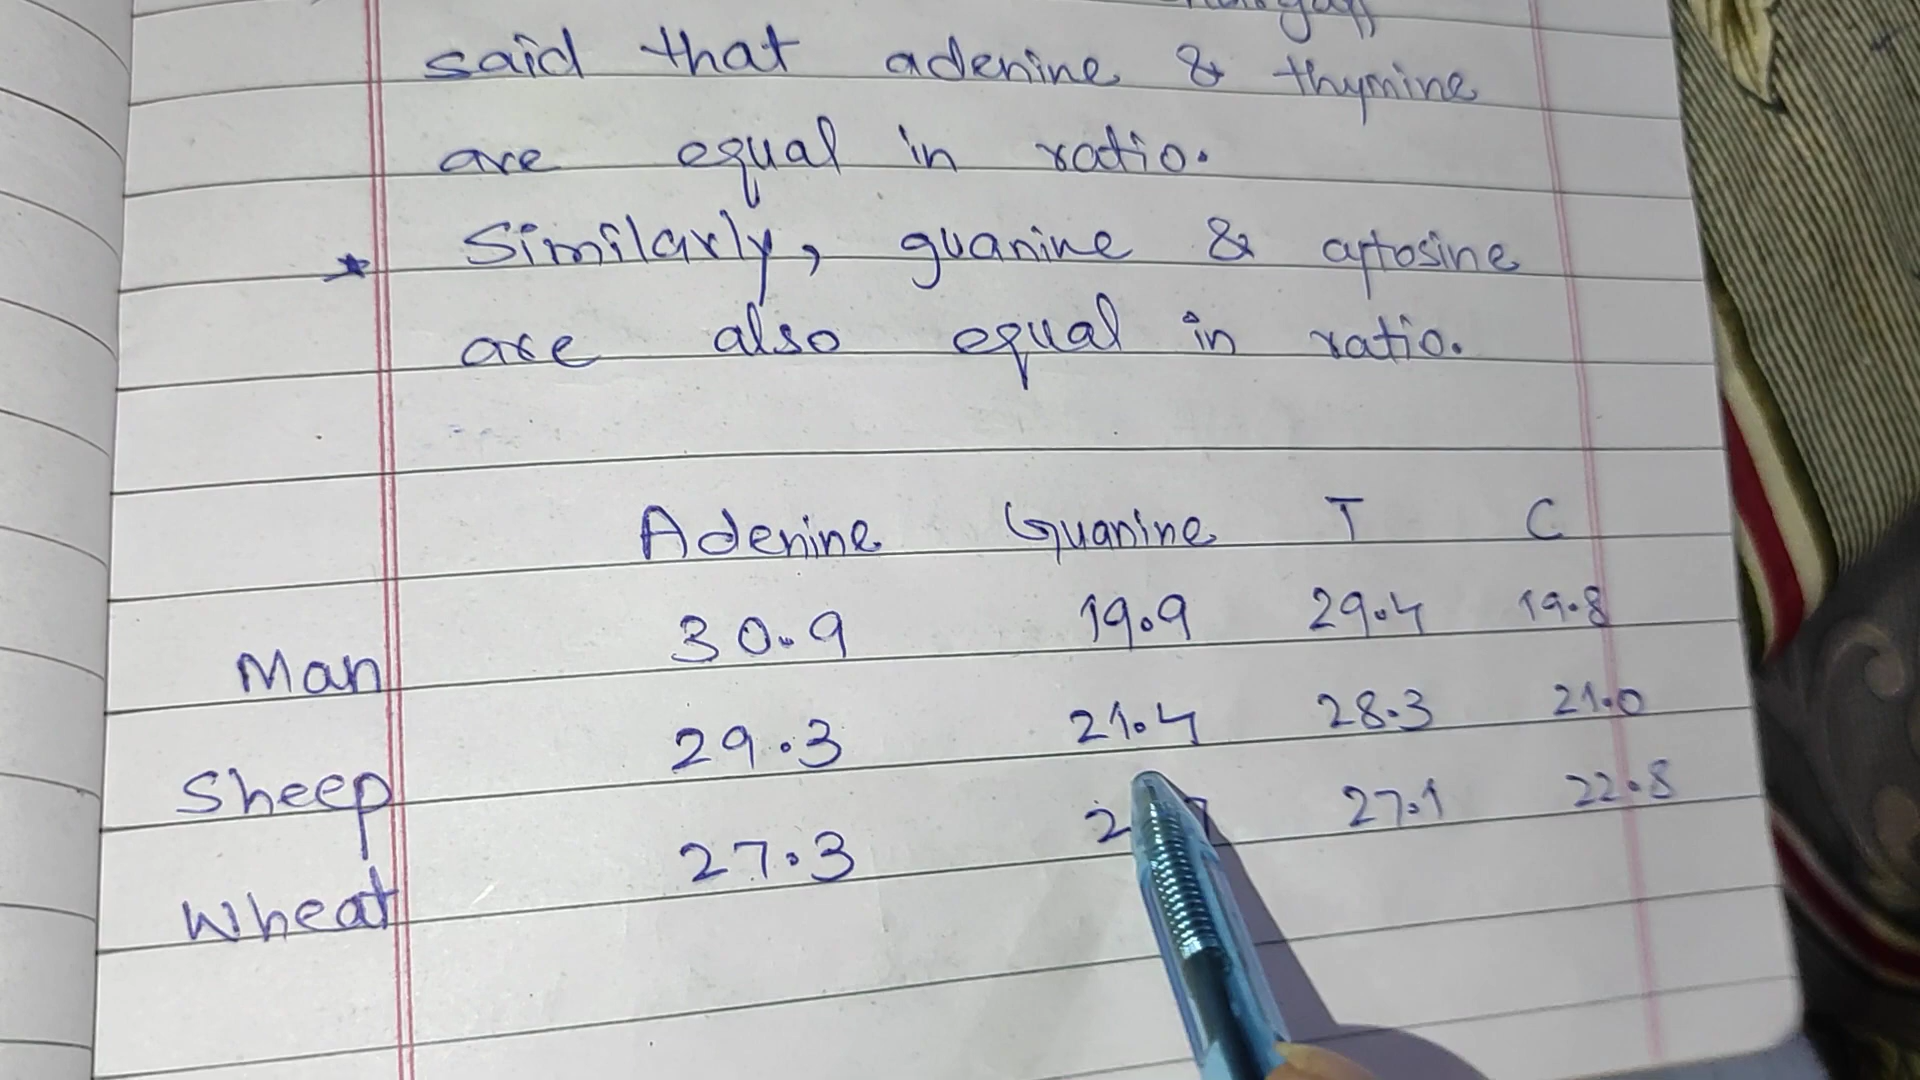 said that adenine & thymine
are equal in ratio.
* Similarly, guanine & cytosine
are also equal in ratio.
Adenine Guanine T C
Man 30.9 19.9 29.4 19.8
Sheep 29.3 21.4 28.3 21.0
Wheat 27.3 27.1 22.8